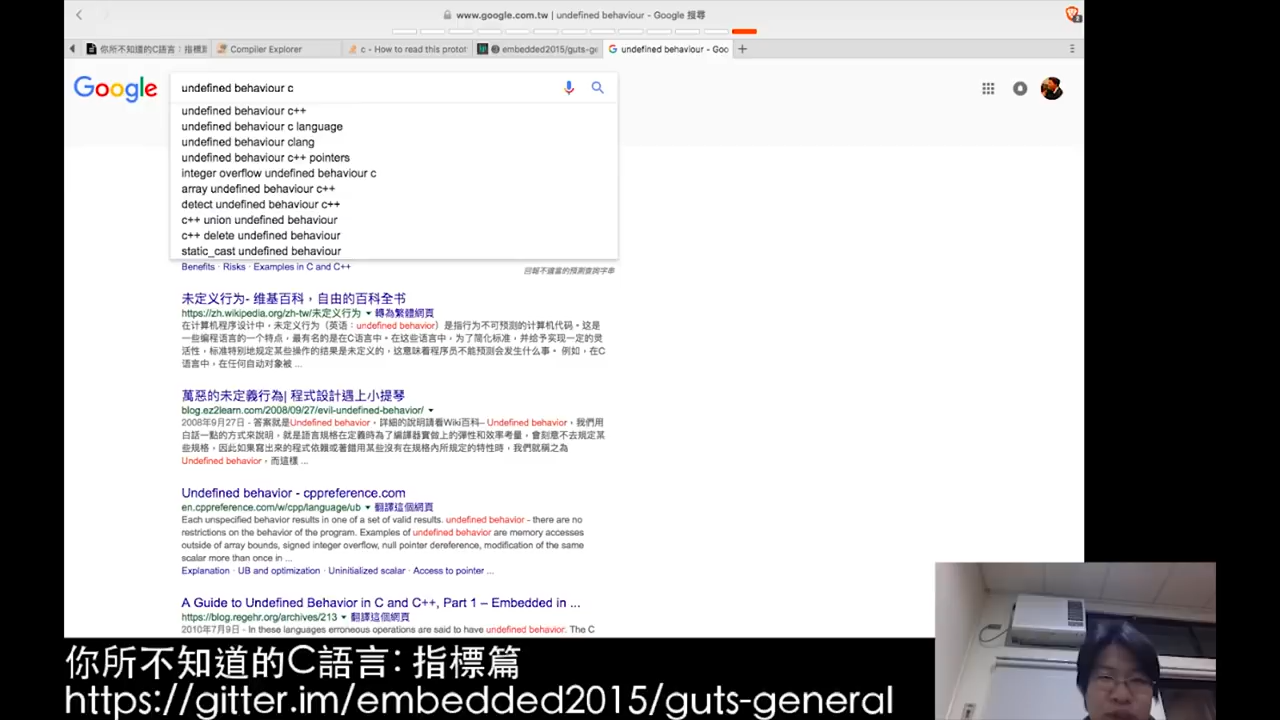 www.google.com.tw | undefined behaviour - Google 搜尋
你所不知道的C語言：指標
Compiler Explorer
c - How to read this protot
embedded2015/guts-ge
undefined behaviour - Goo
Google
undefined behaviour c
undefined behaviour c++
undefined behaviour c language
undefined behaviour clang
undefined behaviour c++ pointers
integer overflow undefined behaviour c
array undefined behaviour c++
detect undefined behaviour c++
c++ union undefined behaviour
c++ delete undefined behaviour
static_cast undefined behaviour
Benefits · Risks · Examples in C and C++
回報不適當的預測查詢字串
未定义行为- 维基百科，自由的百科全书
https://zh.wikipedia.org/zh-tw/未定义行为 轉為繁體網頁
在计算机程序设计中，未定义行为（英语：undefined behavior）是指行为不可预测的计算机代码。这是
一些编程语言的一个特点，最有名的是在C语言中。在这些语言中，为了简化标准，并给予实现一定的灵
活性，标准特别地规定某些操作的结果是未定义的，这意味着程序员不能预测会发生什么事。 例如，在C
语言中，在任何自动对象被 ...
萬惡的未定義行為| 程式設計遇上小提琴
blog.ez2learn.com/2008/09/27/evil-undefined-behavior/
2008年9月27日 - 答案就是Undefined behavior，詳細的說明請看Wiki百科– Undefined behavior，我們用
白話一點的方式來說明，就是語言規格在定義時為了編譯器實做上的彈性和效率考量，會刻意不去規定某
些規格，因此如果寫出來的程式依賴或著錯用某些沒有在規格內所規定的特性時，我們就稱之為
Undefined behavior，而這樣 ...
Undefined behavior - cppreference.com
en.cppreference.com/w/cpp/language/ub 翻譯這個網頁
Each unspecified behavior results in one of a set of valid results. undefined behavior - there are no
restrictions on the behavior of the program. Examples of undefined behavior are memory accesses
outside of array bounds, signed integer overflow, null pointer dereference, modification of the same
scalar more than once in ...
Explanation · UB and optimization · Uninitialized scalar · Access to pointer ...
A Guide to Undefined Behavior in C and C++, Part 1 – Embedded in ...
https://blog.regehr.org/archives/213 翻譯這個網頁
2010年7月9日 - In these languages erroneous operations are said to have undefined behavior. The C
你所不知道的C語言: 指標篇
https://gitter.im/embedded2015/guts-general